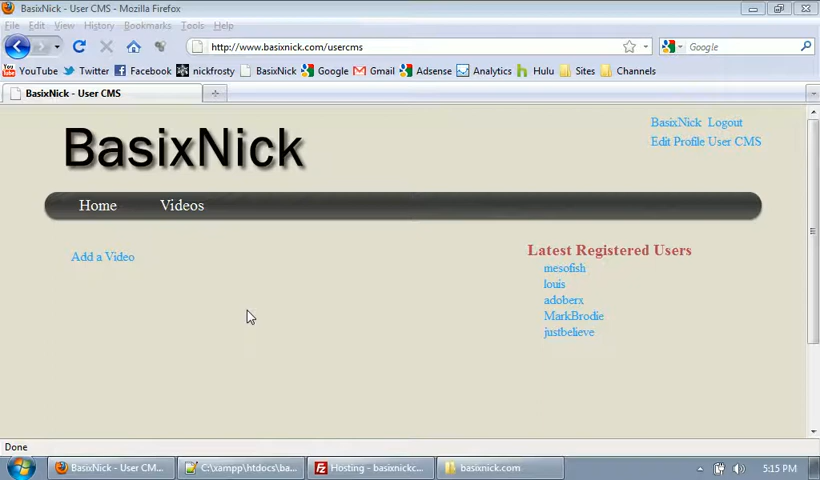 BasixNick - User CMS - Mozilla Firefox
File Edit View History Bookmarks Tools Help
http://www.basixnick.com/usercms
Google
YouTube Twitter Facebook nickfrosty BasixNick Google Gmail Adsense Analytics Hulu Sites Channels
BasixNick - User CMS
BasixNick Logout
Edit Profile User CMS
BasixNick
Home Videos
Add a Video
Latest Registered Users
mesofish
louis
adoberx
MarkBrodie
justbelieve
Done
BasixNick - User CM... C:\xampp\htdocs\ba... Hosting - basixnickc... basixnick.com 5:15 PM